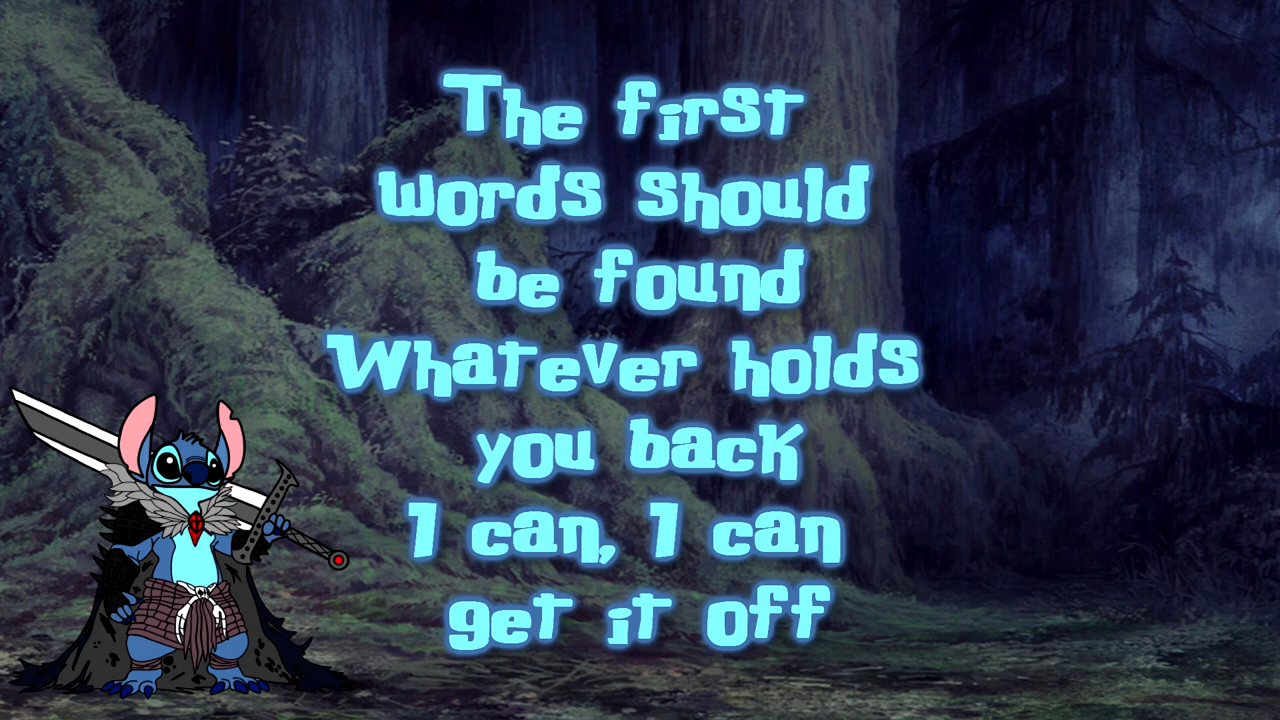 The first
words should
be found
Whatever holds
you back
I can, I can
get it off